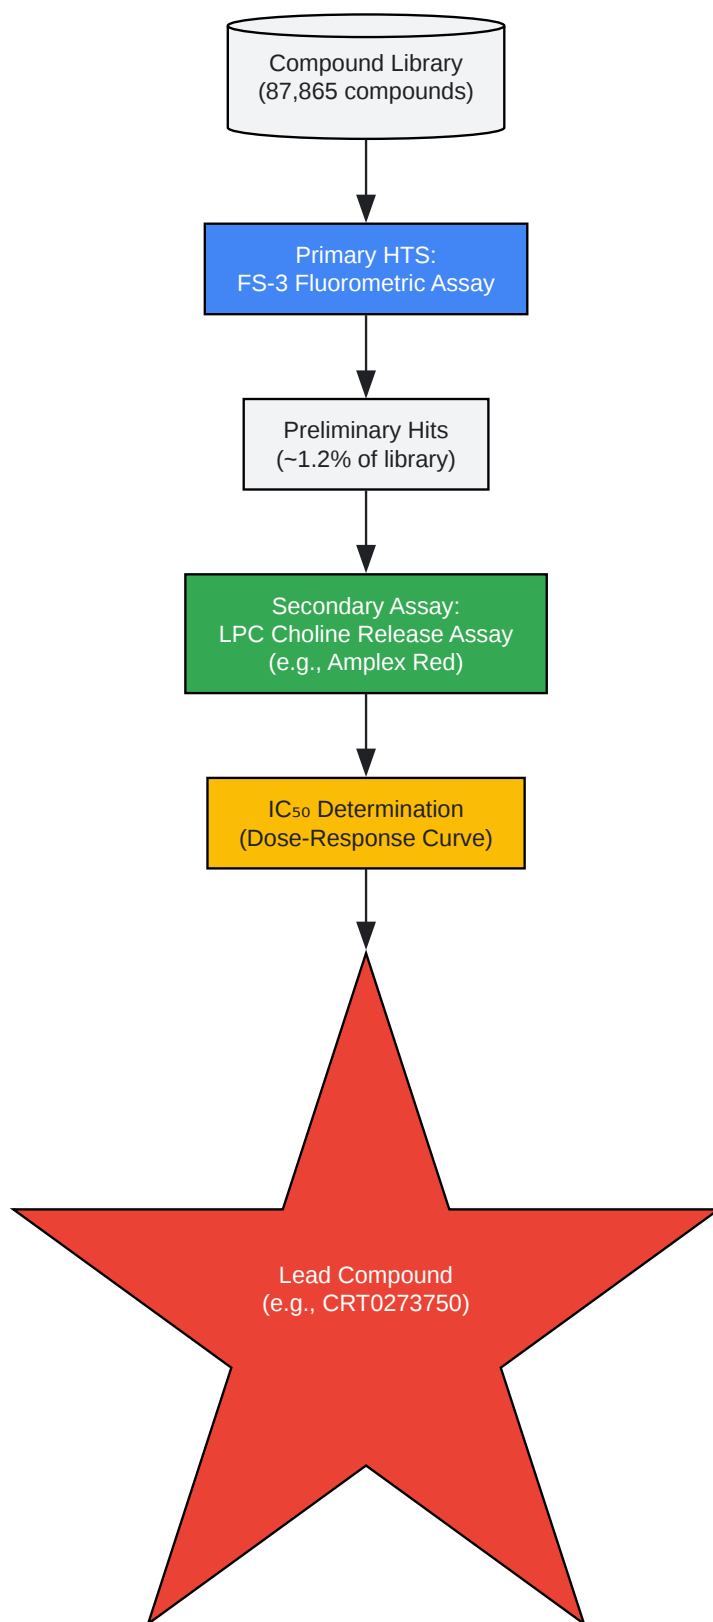 Compound Library
(87,865 compounds)
Primary HTS:
FS-3 Fluorometric Assay
Preliminary Hits
(~1.2% of library)
Secondary Assay:
LPC Choline Release Assay
(e.g., Amplex Red)
IC₅₀ Determination
(Dose-Response Curve)
Lead Compound
(e.g., CRT0273750)